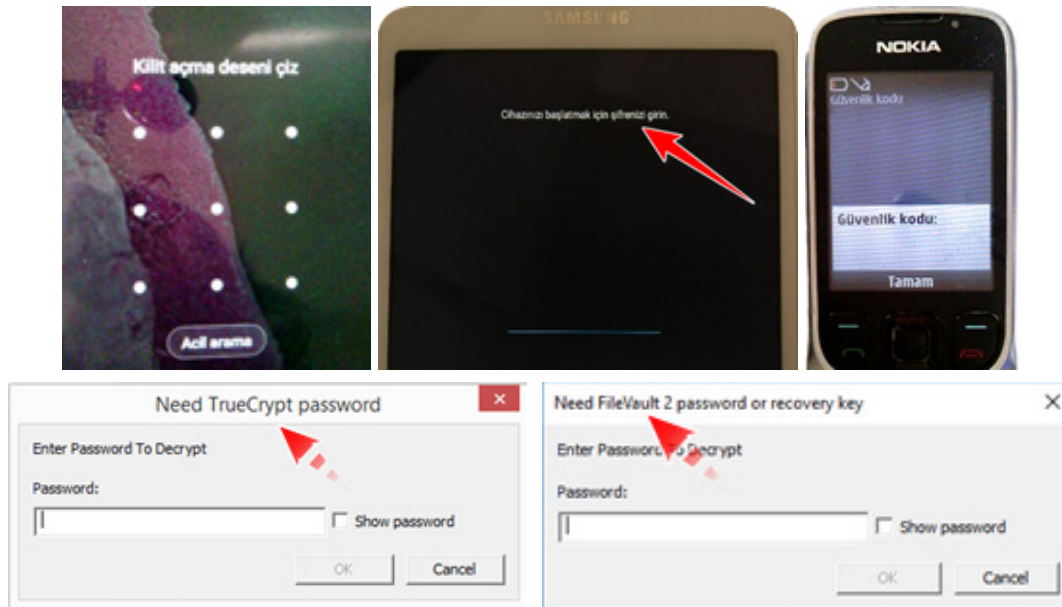 Kilit açma deseni çiz
Acil arama
SAMSUNG
Cihazınızı başlatmak için şifrenizi girin.
NOKIA
Güvenlik kodu
Güvenlik kodu:
Tamam
Need TrueCrypt password
Enter Password To Decrypt
Password:
Show password
OK
Cancel
Need FileVault 2 password or recovery key
Enter Password To Decrypt
Password:
Show password
OK
Cancel